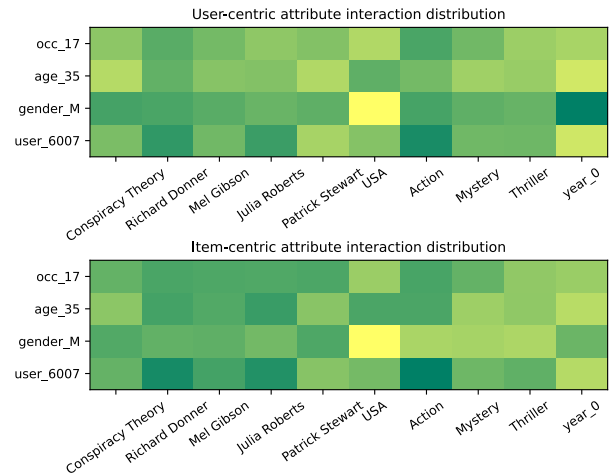 User-centric attribute interaction distribution
occ_17
age_35
gender_M
user_6007
Conspiracy Theory
Richard Donner
Mel Gibson
Julia Roberts
Patrick Stewart
USA
Action
Mystery
Thriller
year_0
Item-centric attribute interaction distribution
occ_17
age_35
gender_M
user_6007
Conspiracy Theory
Richard Donner
Mel Gibson
Julia Roberts
Patrick Stewart
USA
Action
Mystery
Thriller
year_0